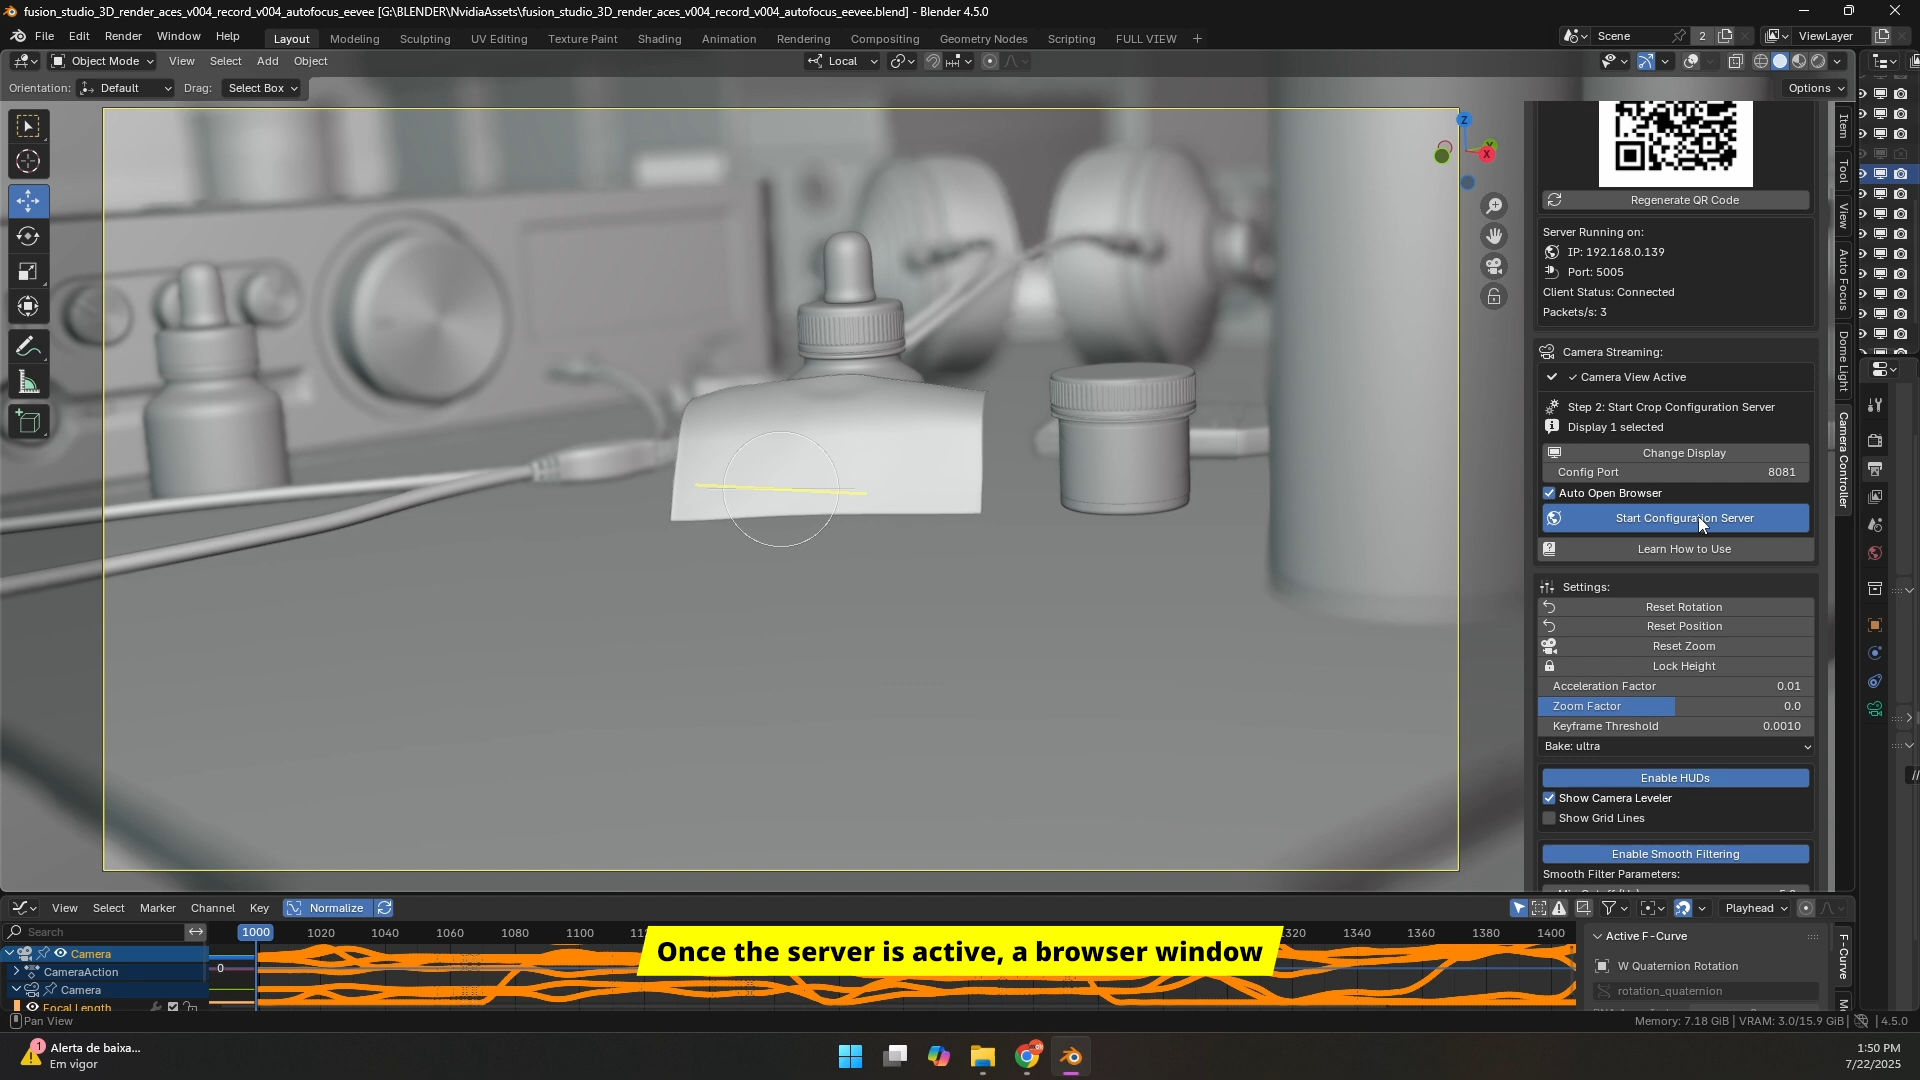 fusion_studio_3D_render_aces_v004_record_v004_autofocus_eevee [G:\BLENDER\NvidiaAssets\fusion_studio_3D_render_aces_v004_record_v004_autofocus_eevee.blend] - Blender 4.5.0
File Edit Render Window Help Layout Modeling Sculpting UV Editing Texture Paint Shading Animation Rendering Compositing Geometry Nodes Scripting FULL VIEW + Scene 2 ViewLayer
Object Mode View Select Add Object Local
Orientation: Default Drag: Select Box Options
Z
Y
X
Item
Tool
View
Auto Focus
Dome Light
Camera Controller
Regenerate QR Code
Server Running on:
IP: 192.168.0.139
Port: 5005
Client Status: Connected
Packets/s: 3
Camera Streaming:
✓ Camera View Active
Step 2: Start Crop Configuration Server
Display 1 selected
Change Display
Config Port 8081
Auto Open Browser
Start Configuration Server
Learn How to Use
Settings:
Reset Rotation
Reset Position
Reset Zoom
Lock Height
Acceleration Factor 0.01
Zoom Factor 0.0
Keyframe Threshold 0.0010
Bake: ultra
Enable HUDs
Show Camera Leveler
Show Grid Lines
Enable Smooth Filtering
Smooth Filter Parameters:
View Select Marker Channel Key Normalize Playhead
Search 1000 1020 1040 1060 1080 1100 1320 1340 1360 1380 1400
Camera
CameraAction 0
Camera
Focal Length
Once the server is active, a browser window
Active F-Curve
W Quaternion Rotation
rotation_quaternion
F-Curve
Pan View
Memory: 7.18 GiB | VRAM: 3.0/15.9 GiB | 4.5.0
1
Alerta de baixa...
Em vigor
1:50 PM
7/22/2025